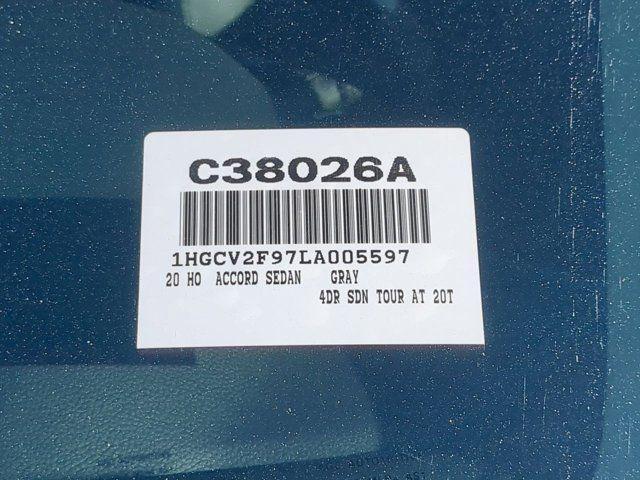 C38026A
1HGCV2F97LA005597
20 HO ACCORD SEDAN GRAY
4DR SDN TOUR AT 20T